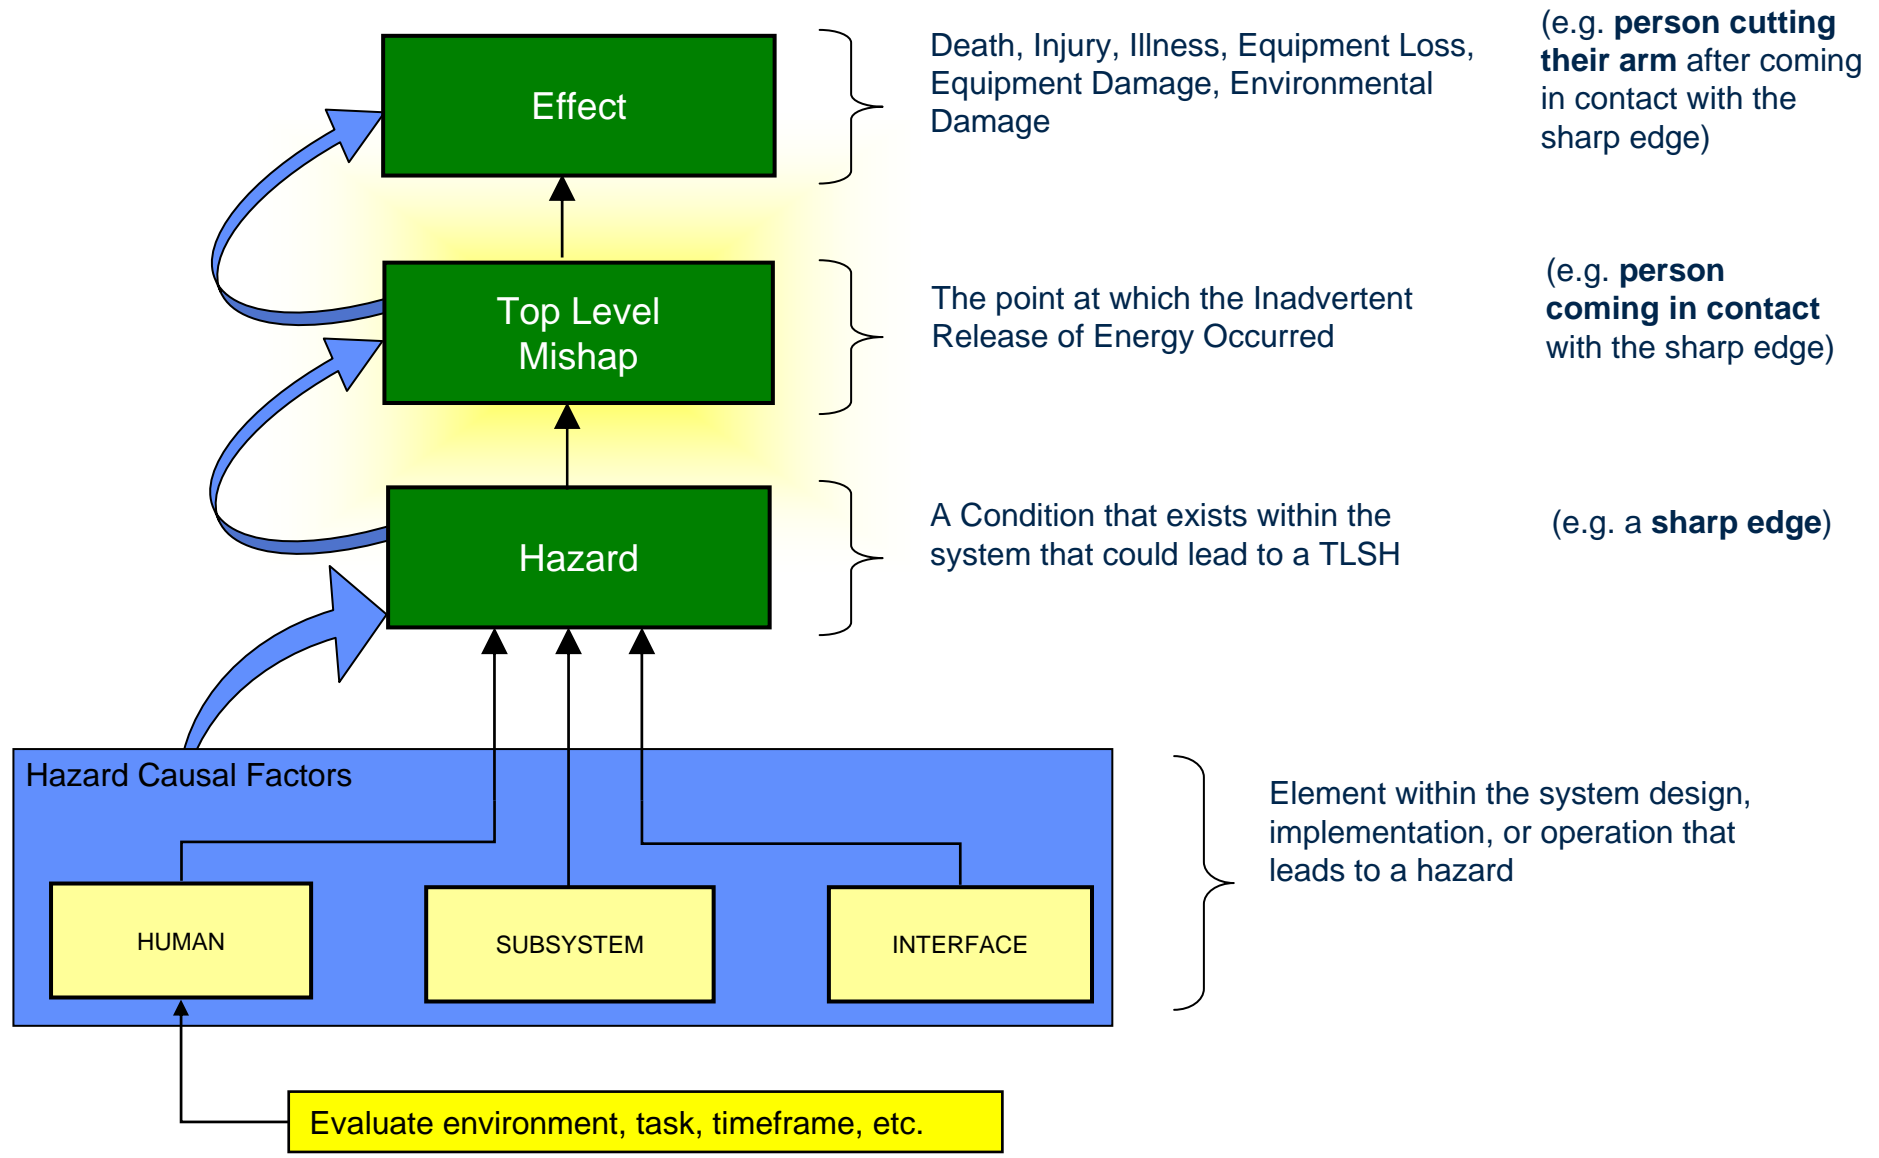 Effect
Death, Injury, Illness, Equipment Loss,
Equipment Damage, Environmental
Damage
(e.g. person cutting
their arm after coming
in contact with the
sharp edge)
Top Level
Mishap
The point at which the Inadvertent
Release of Energy Occurred
(e.g. person
coming in contact
with the sharp edge)
Hazard
A Condition that exists within the
system that could lead to a TLSH
(e.g. a sharp edge)
Hazard Causal Factors
Element within the system design,
implementation, or operation that
leads to a hazard
HUMAN
SUBSYSTEM
INTERFACE
Evaluate environment, task, timeframe, etc.